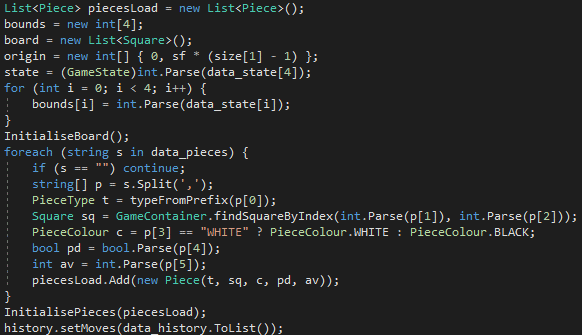 List<Piece> piecesLoad = new List<Piece>();
bounds = new int[4];
board = new List<Square>();
origin = new int[] { 0, sf * (size[1] - 1) };
state = (GameState)int.Parse(data_state[4]);
for (int i = 0; i < 4; i++) {
    bounds[i] = int.Parse(data_state[i]);
}
InitialiseBoard();
foreach (string s in data_pieces) {
    if (s == "") continue;
    string[] p = s.Split(',');
    PieceType t = typeFromPrefix(p[0]);
    Square sq = GameContainer.findSquareByIndex(int.Parse(p[1]), int.Parse(p[2]));
    PieceColour c = p[3] == "WHITE" ? PieceColour.WHITE : PieceColour.BLACK;
    bool pd = bool.Parse(p[4]);
    int av = int.Parse(p[5]);
    piecesLoad.Add(new Piece(t, sq, c, pd, av));
}
InitialisePieces(piecesLoad);
history.setMoves(data_history.ToList());